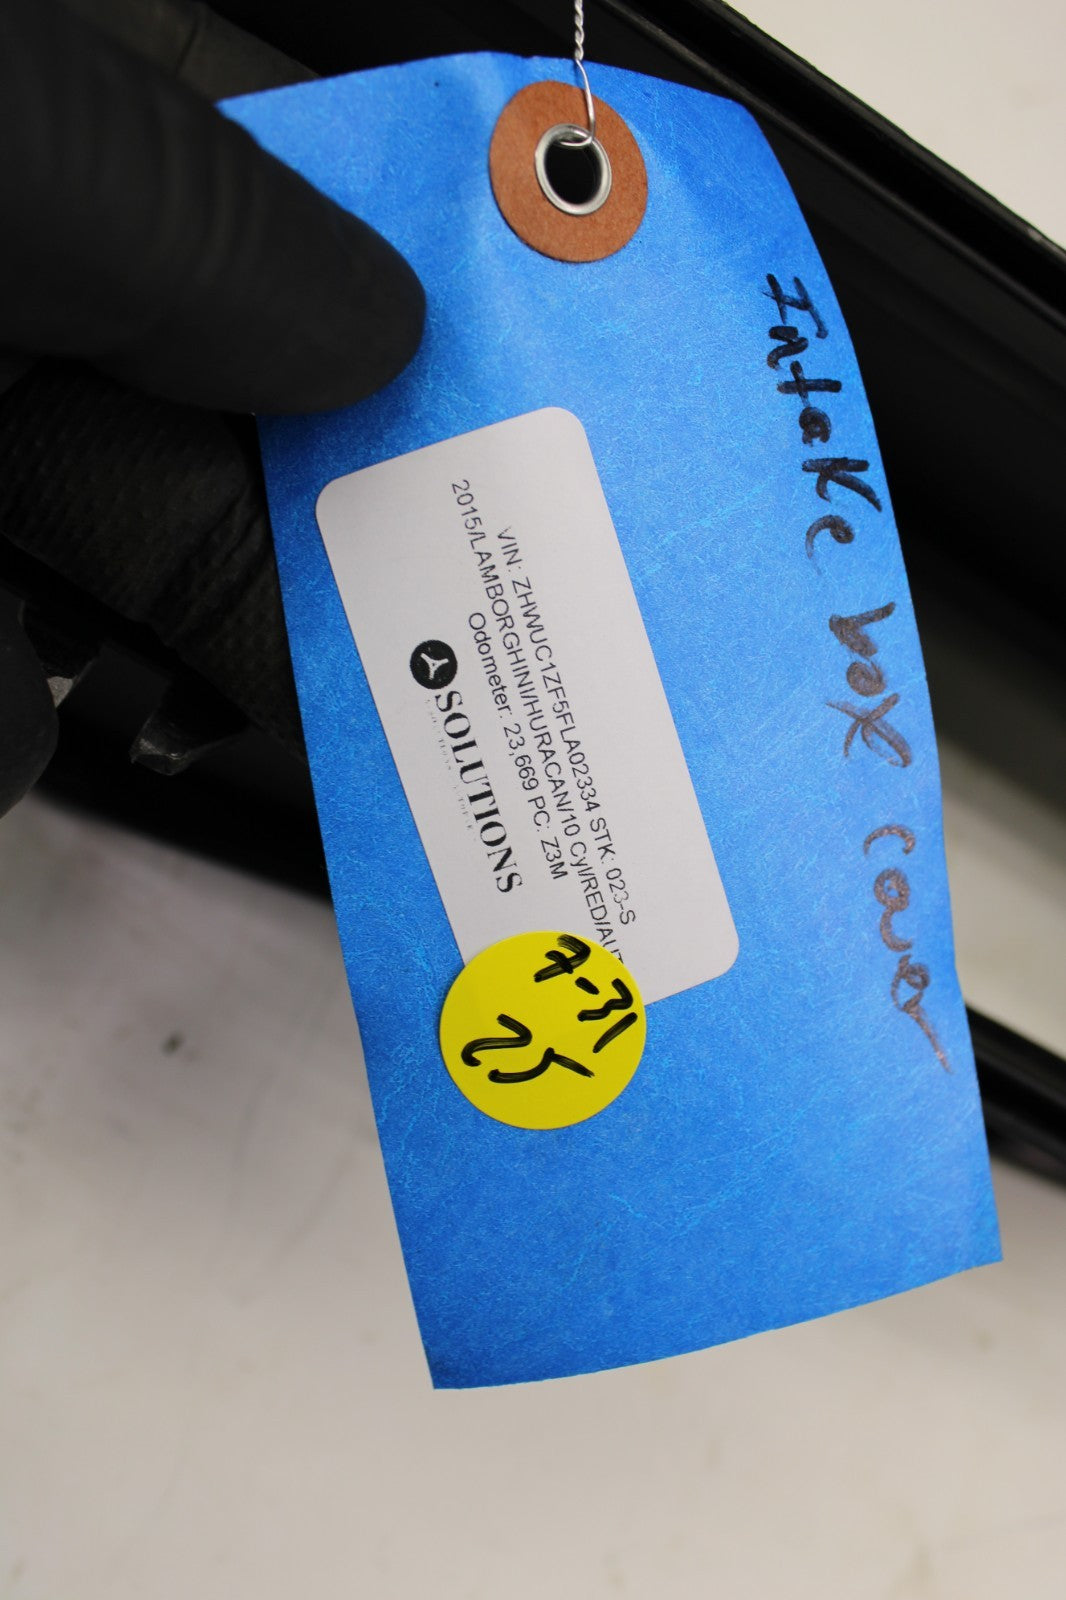 Intake box cover
VIN: ZHWUC1ZF5FLA02334 STK: 023-S
2015/LAMBORGHINI/HURACAN/10 Cyl/RED/AUT
Odometer: 23,669 PC: Z3M
SOLUTIONS
7-31
25